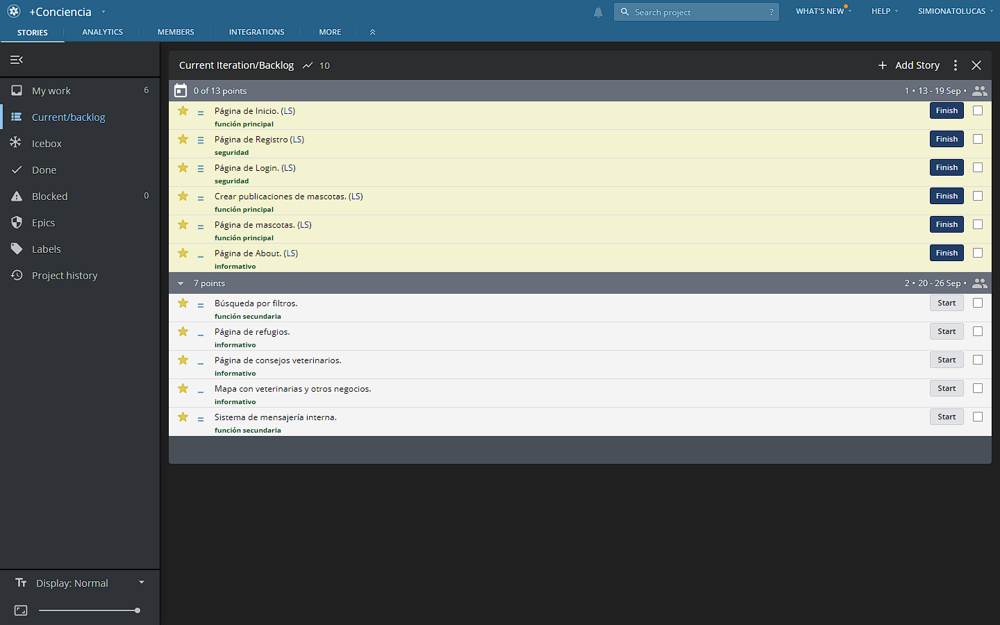 +Conciencia
Search project ?
WHAT'S NEW
HELP
SIMIONATOLUCAS
STORIES
ANALYTICS
MEMBERS
INTEGRATIONS
MORE
My work 6
Current/backlog
Icebox
Done
Blocked 0
Epics
Labels
Project history
Display: Normal
Current Iteration/Backlog 10
+ Add Story
0 of 13 points 1 • 13 - 19 Sep •
Página de Inicio. (LS) Finish
función principal
Página de Registro (LS) Finish
seguridad
Página de Login. (LS) Finish
seguridad
Crear publicaciones de mascotas. (LS) Finish
función principal
Página de mascotas. (LS) Finish
función principal
Página de About. (LS) Finish
informativo
7 points 2 • 20 - 26 Sep •
Búsqueda por filtros. Start
función secundaria
Página de refugios. Start
informativo
Página de consejos veterinarios. Start
informativo
Mapa con veterinarias y otros negocios. Start
informativo
Sistema de mensajería interna. Start
función secundaria